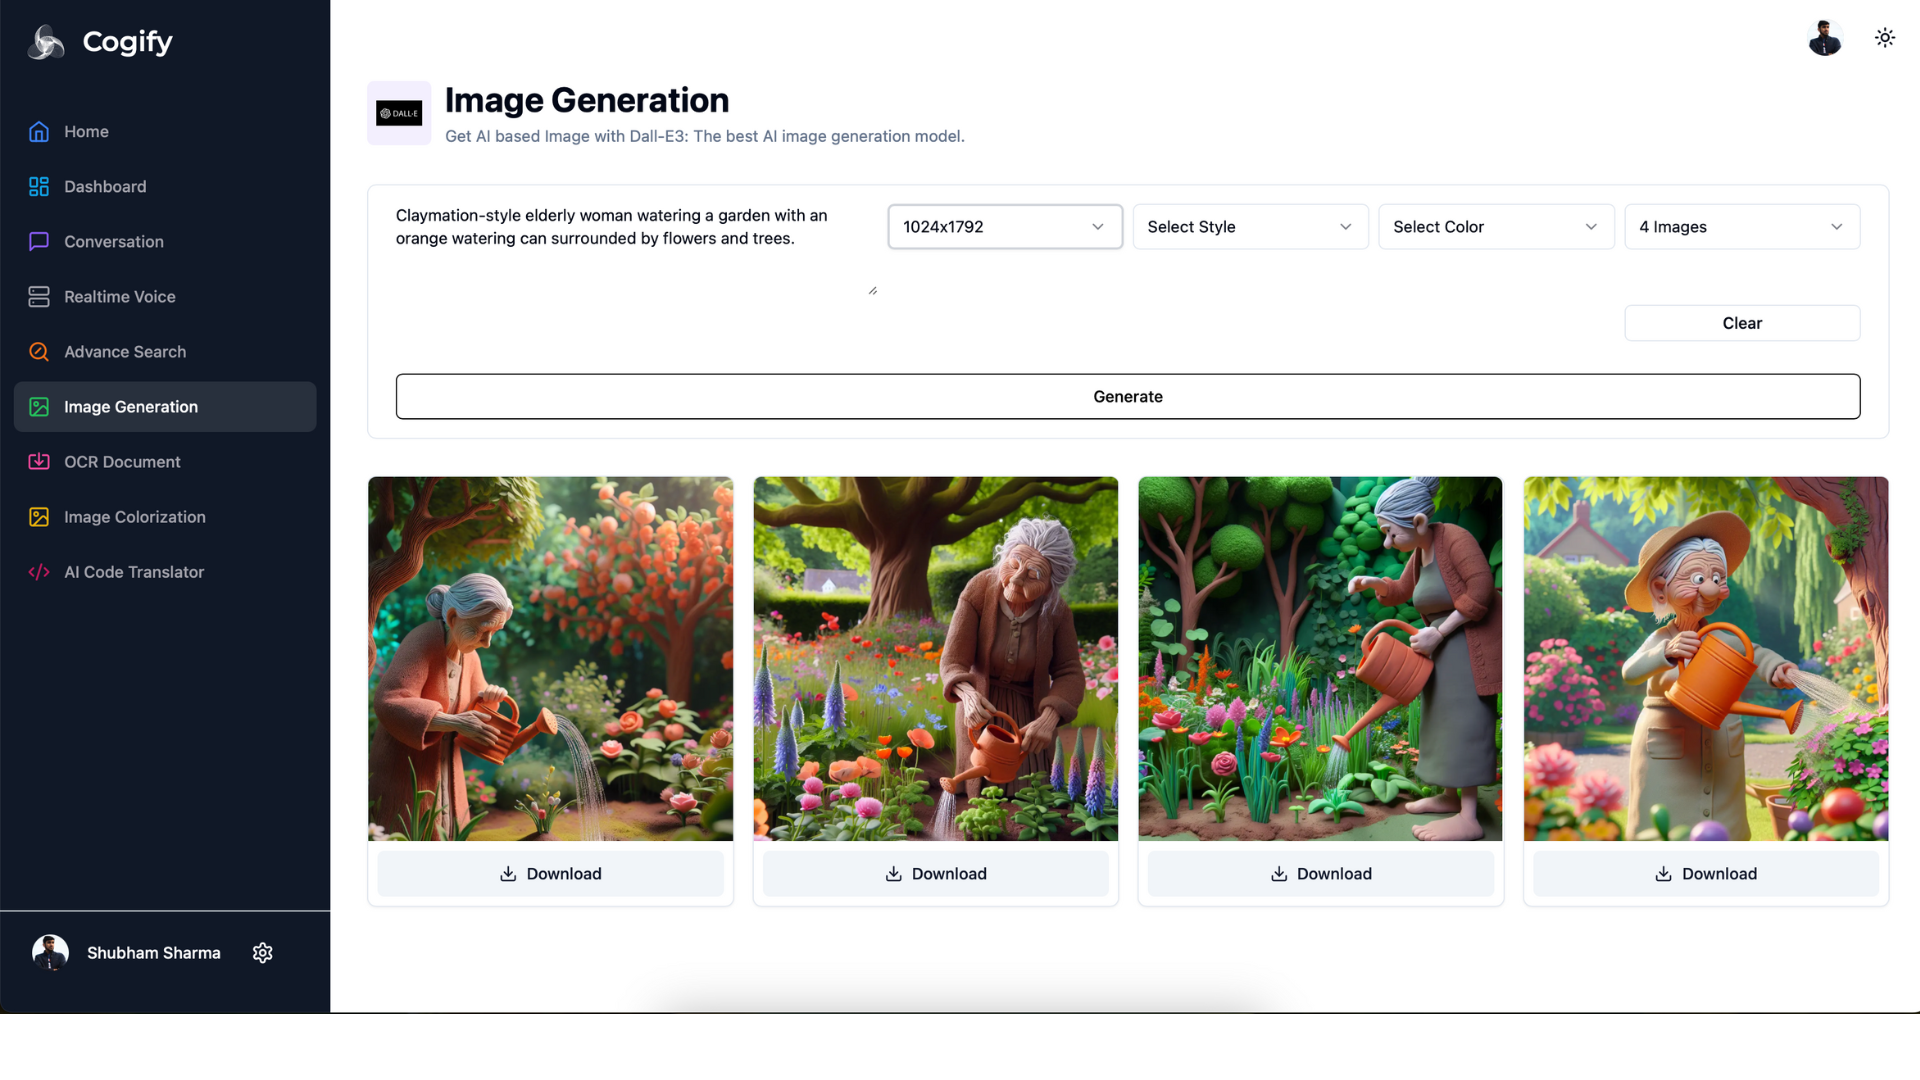 Cogify
Home
Dashboard
Conversation
Realtime Voice
Advance Search
Image Generation
OCR Document
Image Colorization
AI Code Translator
Shubham Sharma
DALL·E
Image Generation
Get AI based Image with Dall-E3: The best AI image generation model.
Claymation-style elderly woman watering a garden with an
orange watering can surrounded by flowers and trees.
1024x1792
Select Style
Select Color
4 Images
Clear
Generate
Download
Download
Download
Download